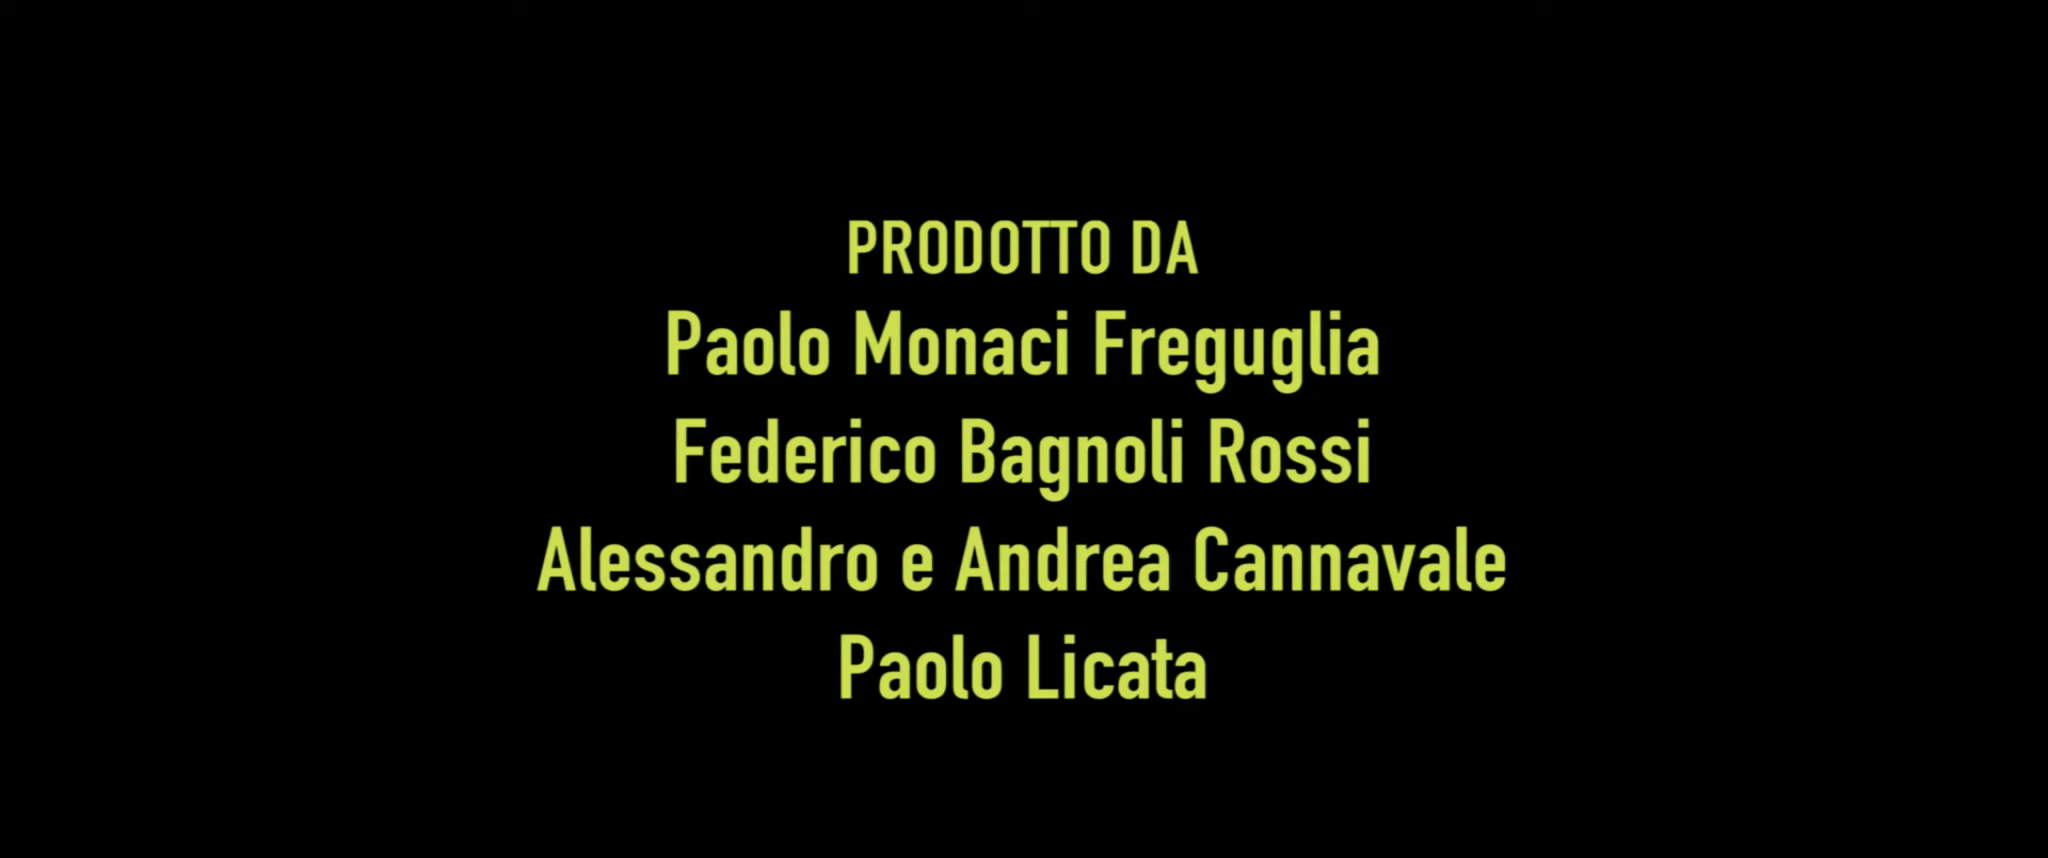 PRODOTTO DA
Paolo Monaci Freguglia
Federico Bagnoli Rossi
Alessandro e Andrea Cannavale
Paolo Licata